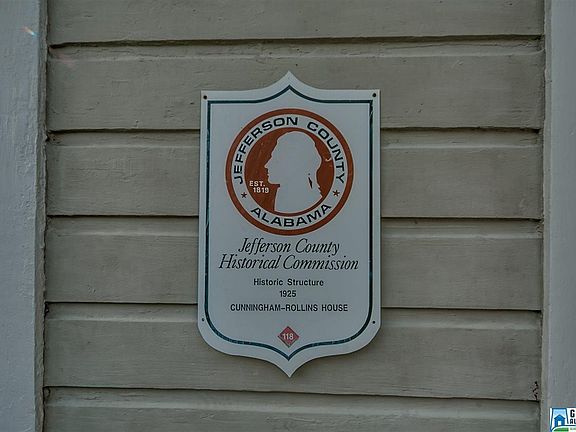 JEFFERSON COUNTY
EST.
1819
ALABAMA
Jefferson County
Historical Commission
Historic Structure
1925
CUNNINGHAM-ROLLINS HOUSE
118